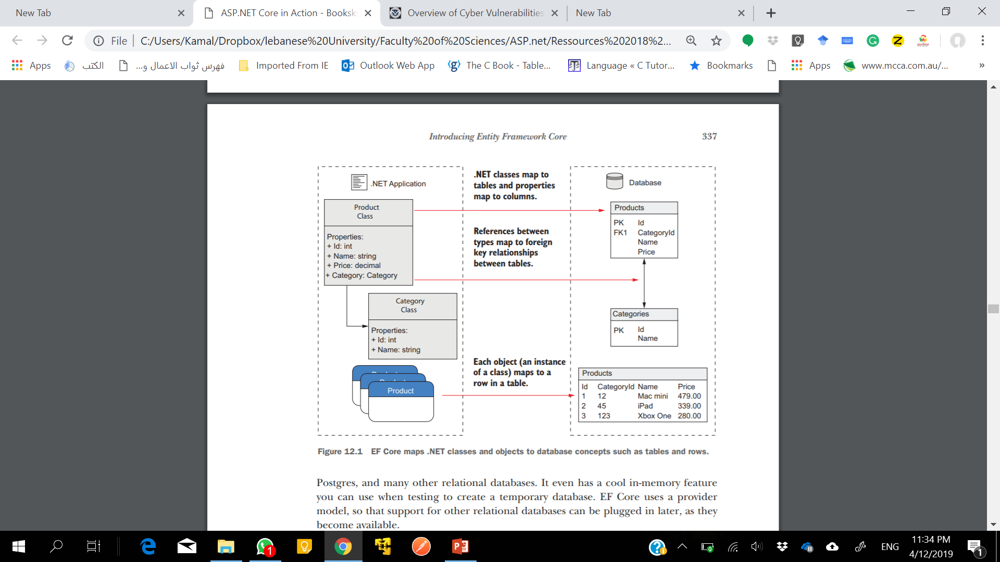 New Tab
ASP.NET Core in Action - Booksk
Overview of Cyber Vulnerabilities
New Tab
File
C:/Users/Kamal/Dropbox/lebanese%20University/Faculty%20of%20Sciences/ASP.net/Ressources%202018%2...
Apps
الكتب
فهرس ثواب الاعمال و...
Imported From IE
Outlook Web App
The C Book - Table...
Language « C Tutor...
Bookmarks
Apps
www.mcca.com.au/...
»
Introducing Entity Framework Core
337
.NET Application
Product
Class
Properties:
+ Id: int
+ Name: string
+ Price: decimal
+ Category: Category
Category
Class
Properties:
+ Id: int
+ Name: string
Product
.NET classes map to
tables and properties
map to columns.
References between
types map to foreign
key relationships
between tables.
Each object (an instance
of a class) maps to a
row in a table.
Database
Products
PK Id
FK1 CategoryId
Name
Price
Categories
PK Id
Name
Products
Id CategoryId Name Price
1 12 Mac mini 479.00
2 45 iPad 339.00
3 123 Xbox One 280.00
Figure 12.1 EF Core maps .NET classes and objects to database concepts such as tables and rows.
Postgres, and many other relational databases. It even has a cool in-memory feature
you can use when testing to create a temporary database. EF Core uses a provider
model, so that support for other relational databases can be plugged in later, as they
become available.
1
ENG
11:34 PM
4/12/2019
1